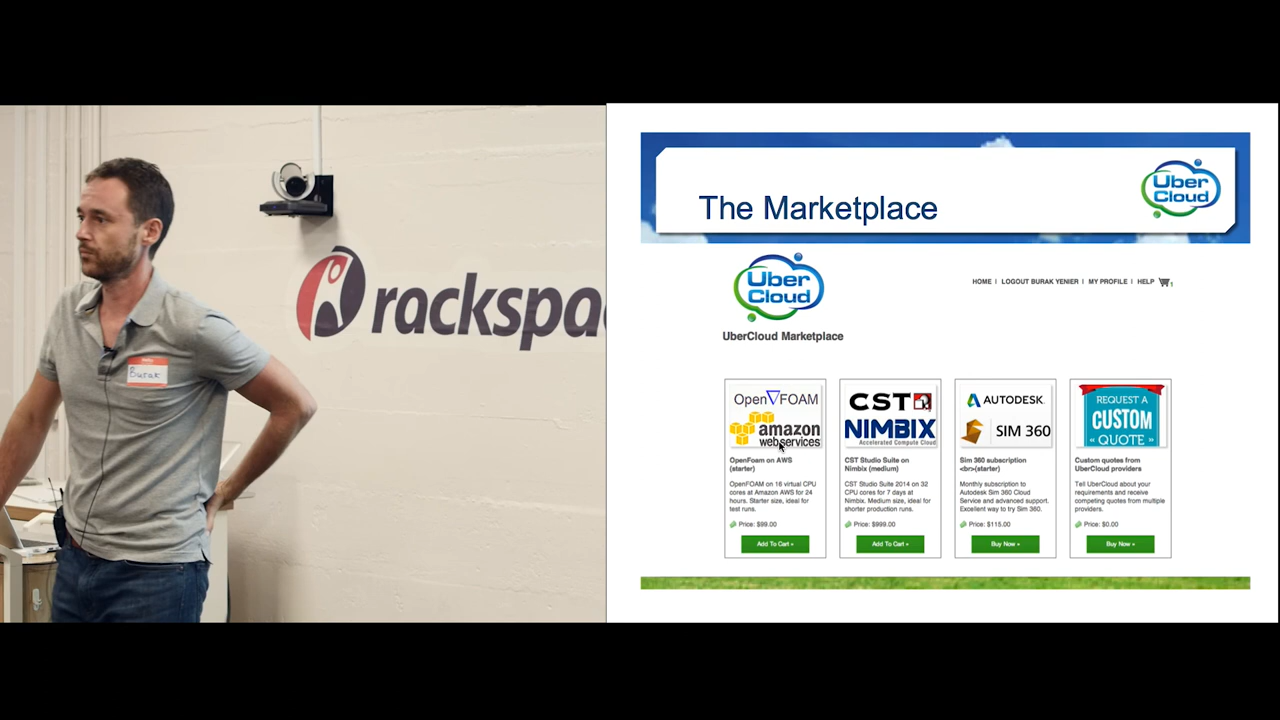 Burak
rackspa
The Marketplace
Uber
Cloud
Uber
Cloud
UberCloud Marketplace
HOME | LOGOUT BURAK YENIER | MY PROFILE | HELP 1
OpenFOAM
amazon
webservices
OpenFoam on AWS
(starter)
OpenFOAM on 16 virtual CPU
cores at Amazon AWS for 24
hours. Starter size, ideal for
test runs.
Price: $99.00
Add To Cart »
CST
NIMBIX
Accelerated Compute Cloud
CST Studio Suite on
Nimbix (medium)
CST Studio Suite 2014 on 32
CPU cores for 7 days at
Nimbix. Medium size, ideal for
shorter production runs.
Price: $999.00
Add To Cart »
AUTODESK
SIM 360
Sim 360 subscription
<br>(starter)
Monthly subscription to
Autodesk Sim 360 Cloud
Service and advanced support.
Excellent way to try Sim 360.
Price: $115.00
Buy Now »
REQUEST A
CUSTOM
« QUOTE »
Custom quotes from
UberCloud providers
Tell UberCloud about your
requirements and receive
competing quotes from multiple
providers.
Price: $0.00
Buy Now »